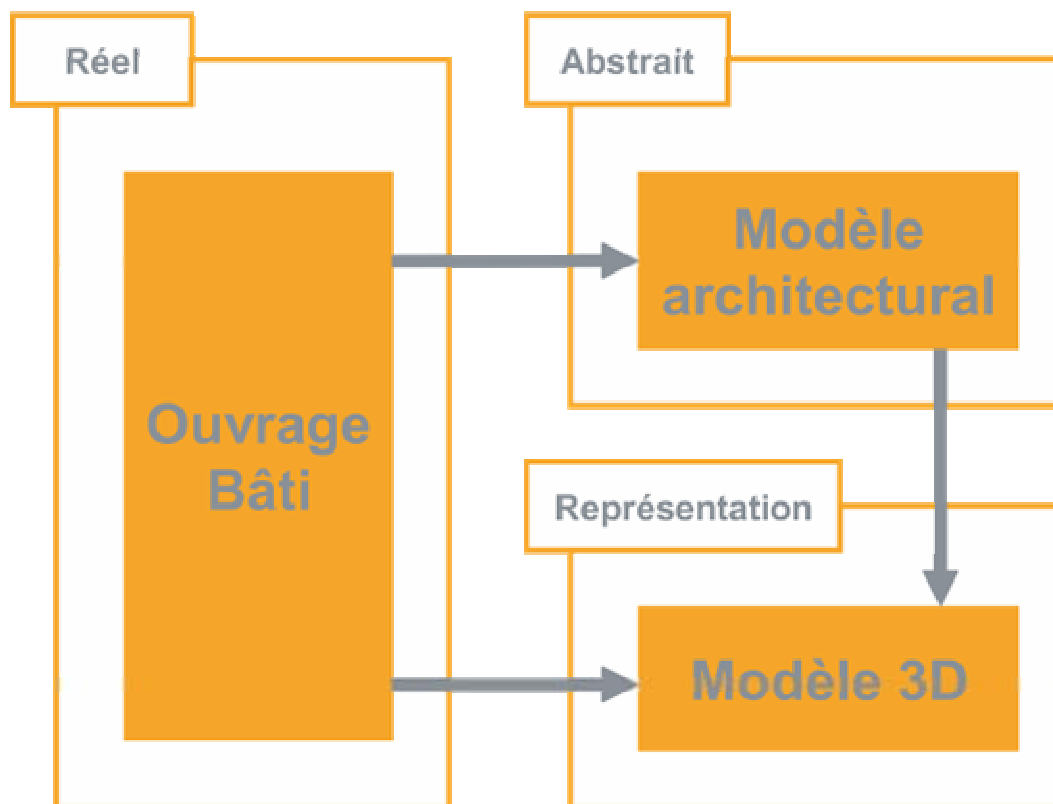 Réel
Abstrait
Modèle
architectural
Ouvrage
Bâti
Représentation
Modèle 3D